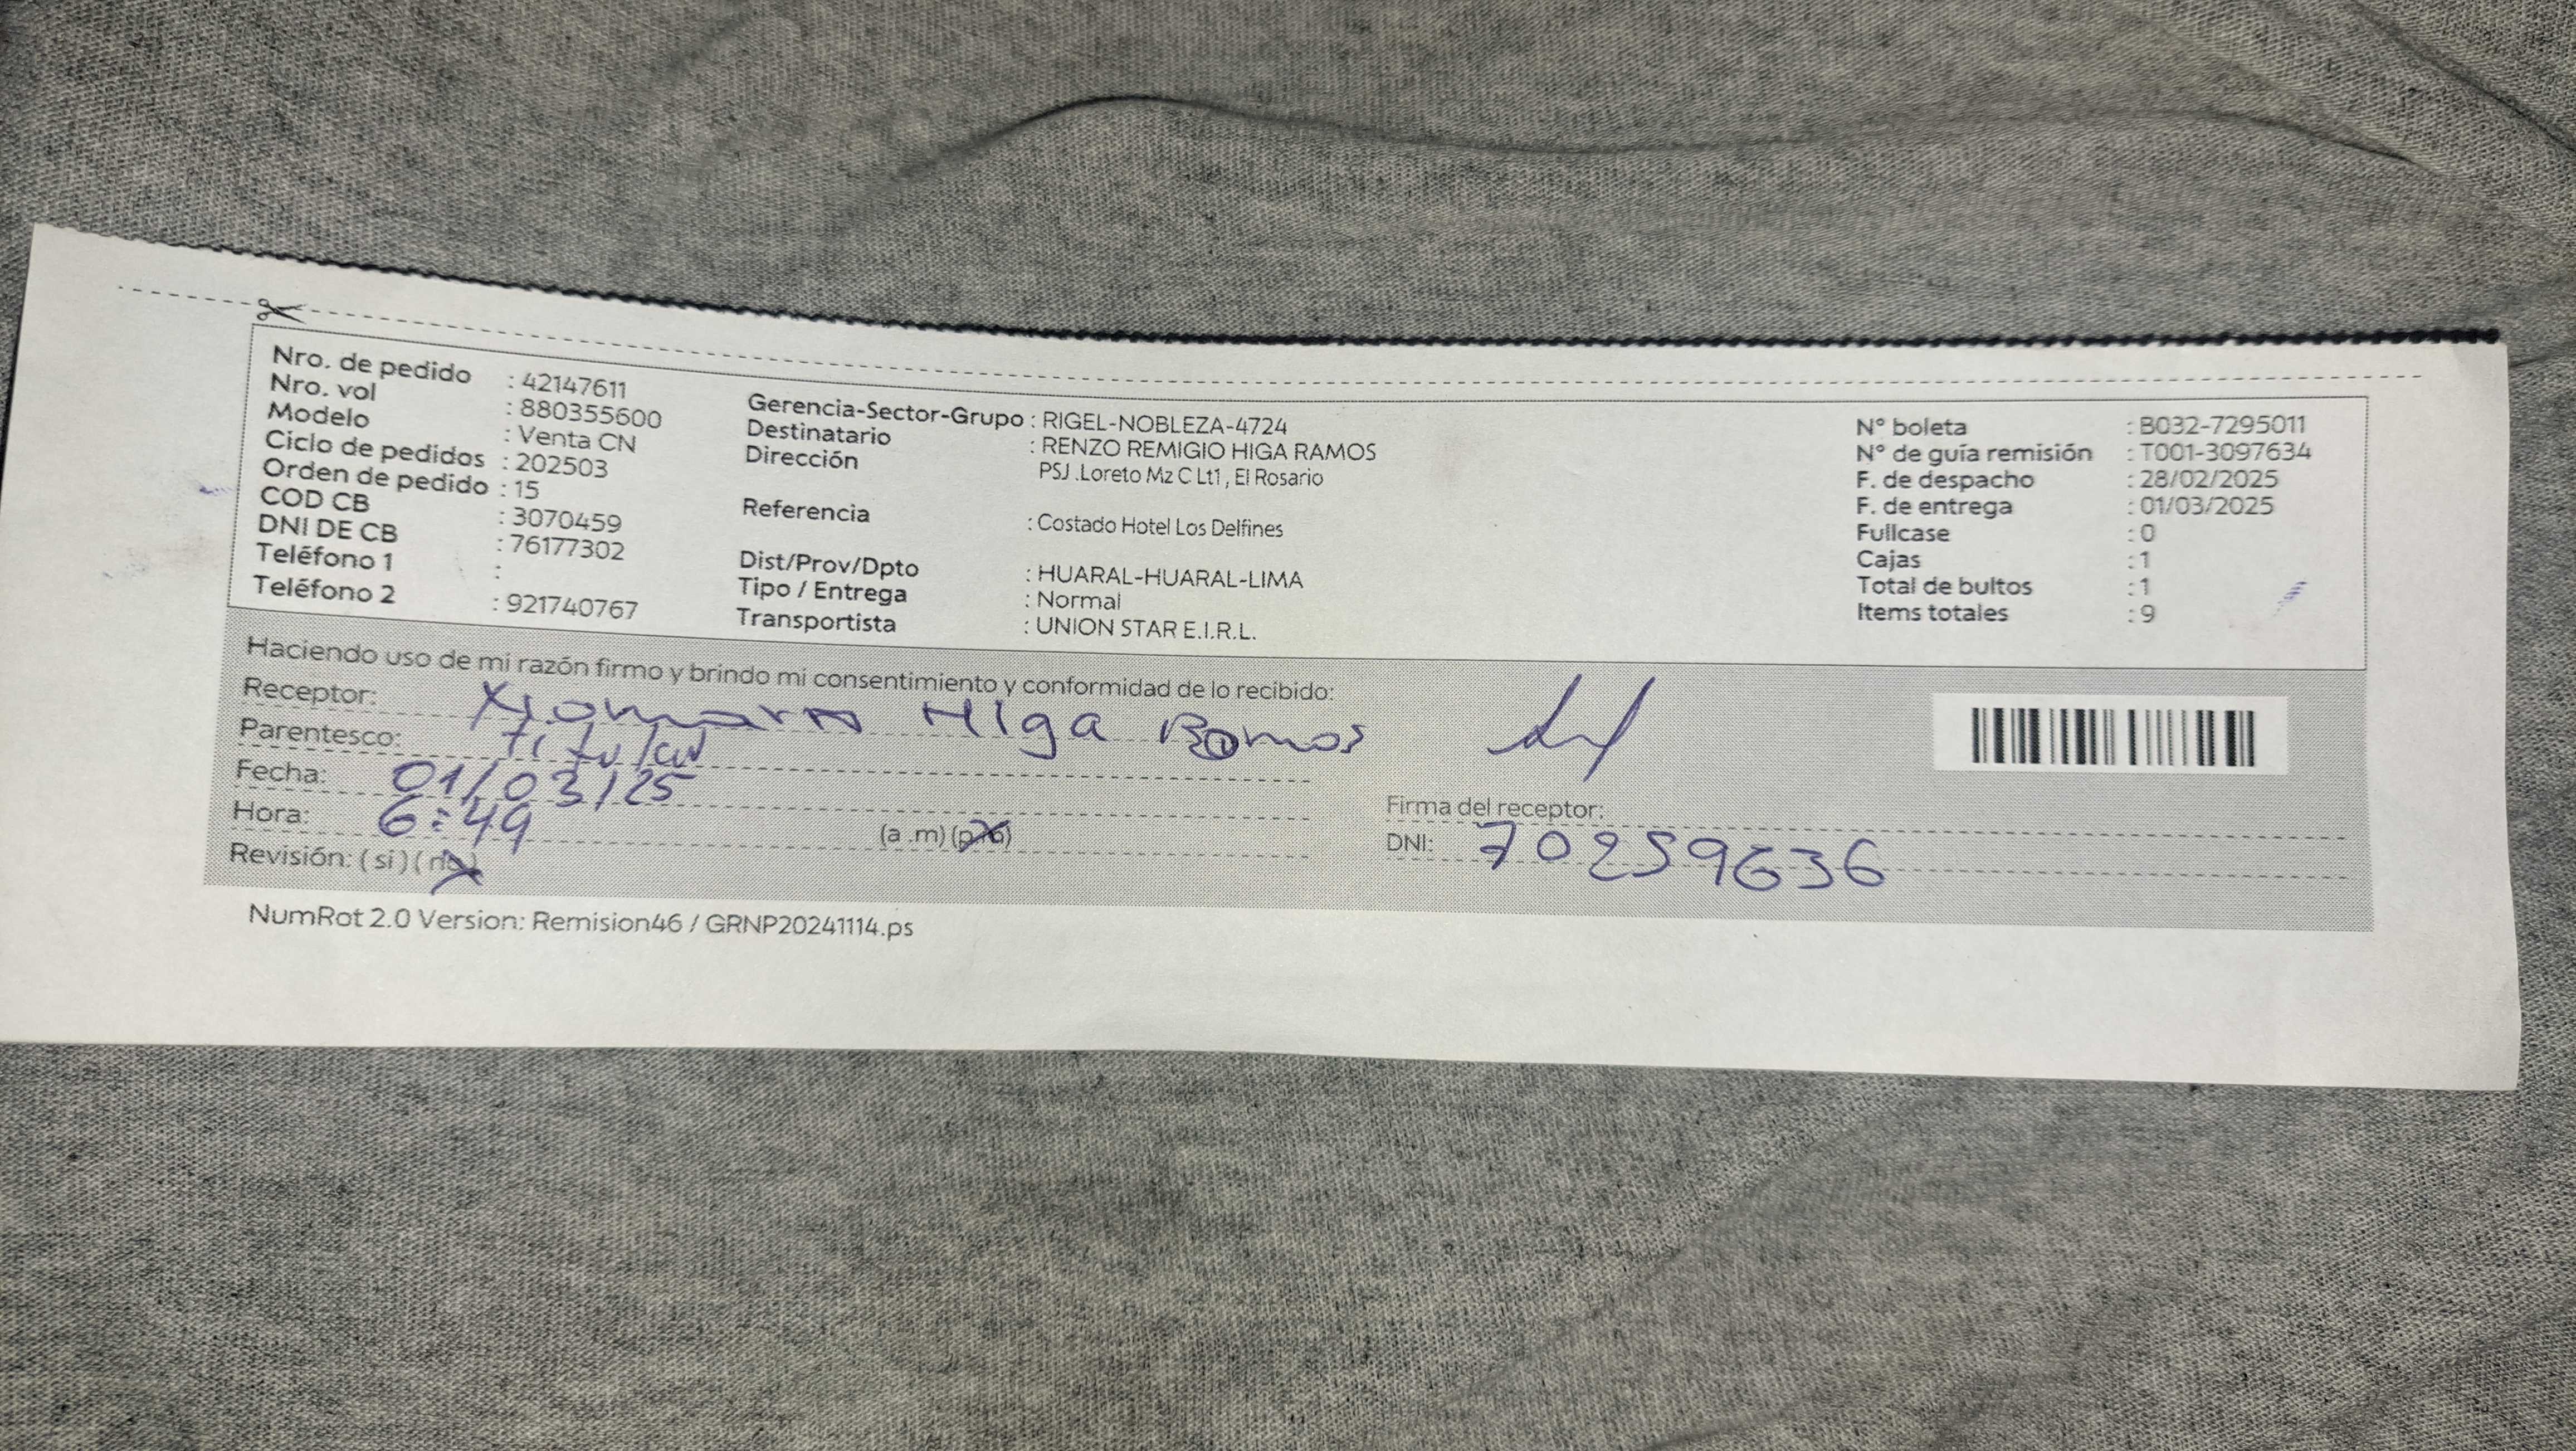 Nro. de pedido : 42147611
Nro. vol : 880355600
Modelo : Venta CN
Ciclo de pedidos : 202503
Orden de pedido : 15
COD CB : 3070459
DNI DE CB : 76177302
Teléfono 1 :
Teléfono 2 : 921740767
Gerencia-Sector-Grupo : RIGEL-NOBLEZA-4724
Destinatario : RENZO REMIGIO HIGA RAMOS
Dirección PSJ .Loreto Mz C Lt1 , El Rosario
Referencia : Costado Hotel Los Delfines
Dist/Prov/Dpto : HUARAL-HUARAL-LIMA
Tipo / Entrega : Normal
Transportista : UNION STAR E.I.R.L.
N° boleta : B032-7295011
N° de guía remisión : T001-3097634
F. de despacho : 28/02/2025
F. de entrega : 01/03/2025
Fullcase : 0
Cajas : 1
Total de bultos : 1
Items totales : 9
Haciendo uso de mi razón firmo y brindo mi consentimiento y conformidad de lo recibido:
Receptor: Xiomara Higa Ramos
Parentesco: titular
Fecha: 01/03/25
Hora: 6:49 (a .m) (p.m)
Revisión: ( si ) ( no )
Firma del receptor:
DNI: 70259636
NumRot 2.0 Version: Remision46 / GRNP20241114.ps